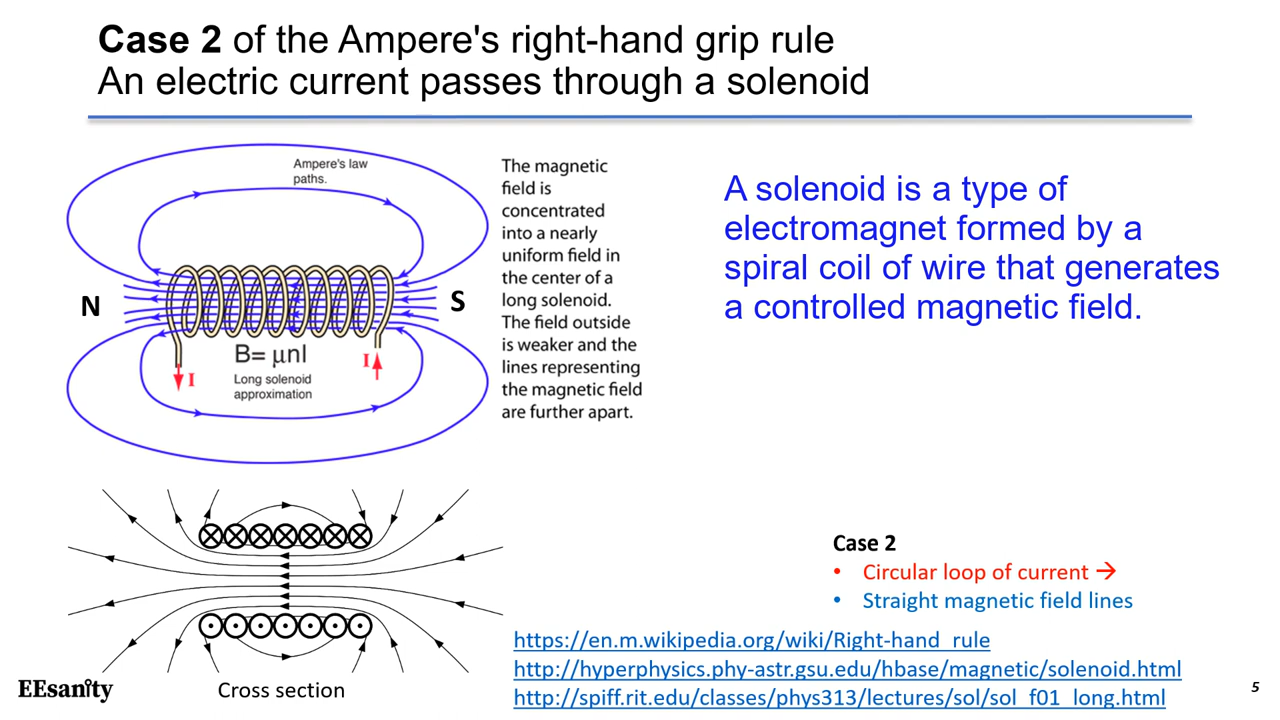 Case 2 of the Ampere's right-hand grip rule
An electric current passes through a solenoid
Ampere's law
paths.
N
S
B= μnI
Long solenoid
approximation
I
I
The magnetic
field is
concentrated
into a nearly
uniform field in
the center of a
long solenoid.
The field outside
is weaker and the
lines representing
the magnetic field
are further apart.
A solenoid is a type of
electromagnet formed by a
spiral coil of wire that generates
a controlled magnetic field.
Cross section
Case 2
• Circular loop of current →
• Straight magnetic field lines
https://en.m.wikipedia.org/wiki/Right-hand_rule
http://hyperphysics.phy-astr.gsu.edu/hbase/magnetic/solenoid.html
http://spiff.rit.edu/classes/phys313/lectures/sol/sol_f01_long.html
EEsanity
5